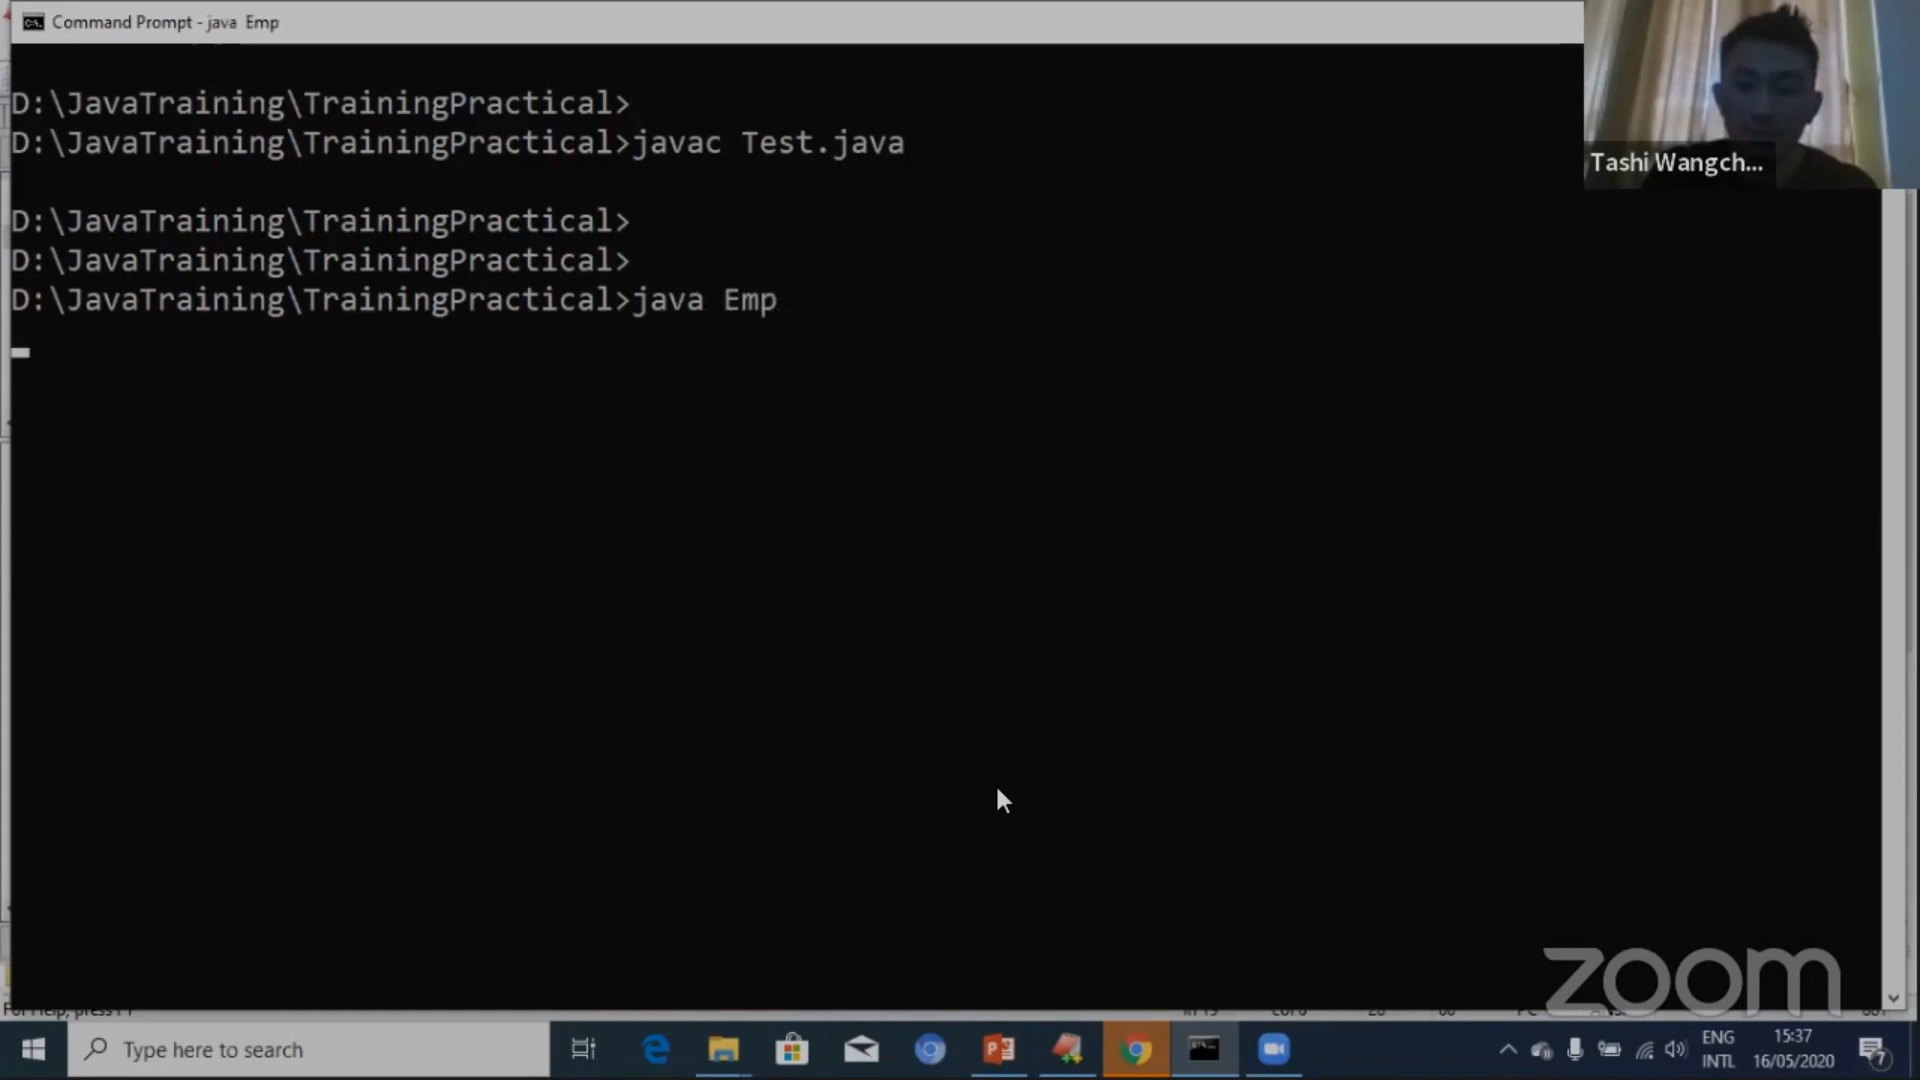 Command Prompt - java Emp
D:\JavaTraining\TrainingPractical>
D:\JavaTraining\TrainingPractical>javac Test.java
Tashi Wangch...
D:\JavaTraining\TrainingPractical>
D:\JavaTraining\TrainingPractical>
D:\JavaTraining\TrainingPractical>java Emp
zoom
Type here to search
ENG
INTL
15:37
16/05/2020
7